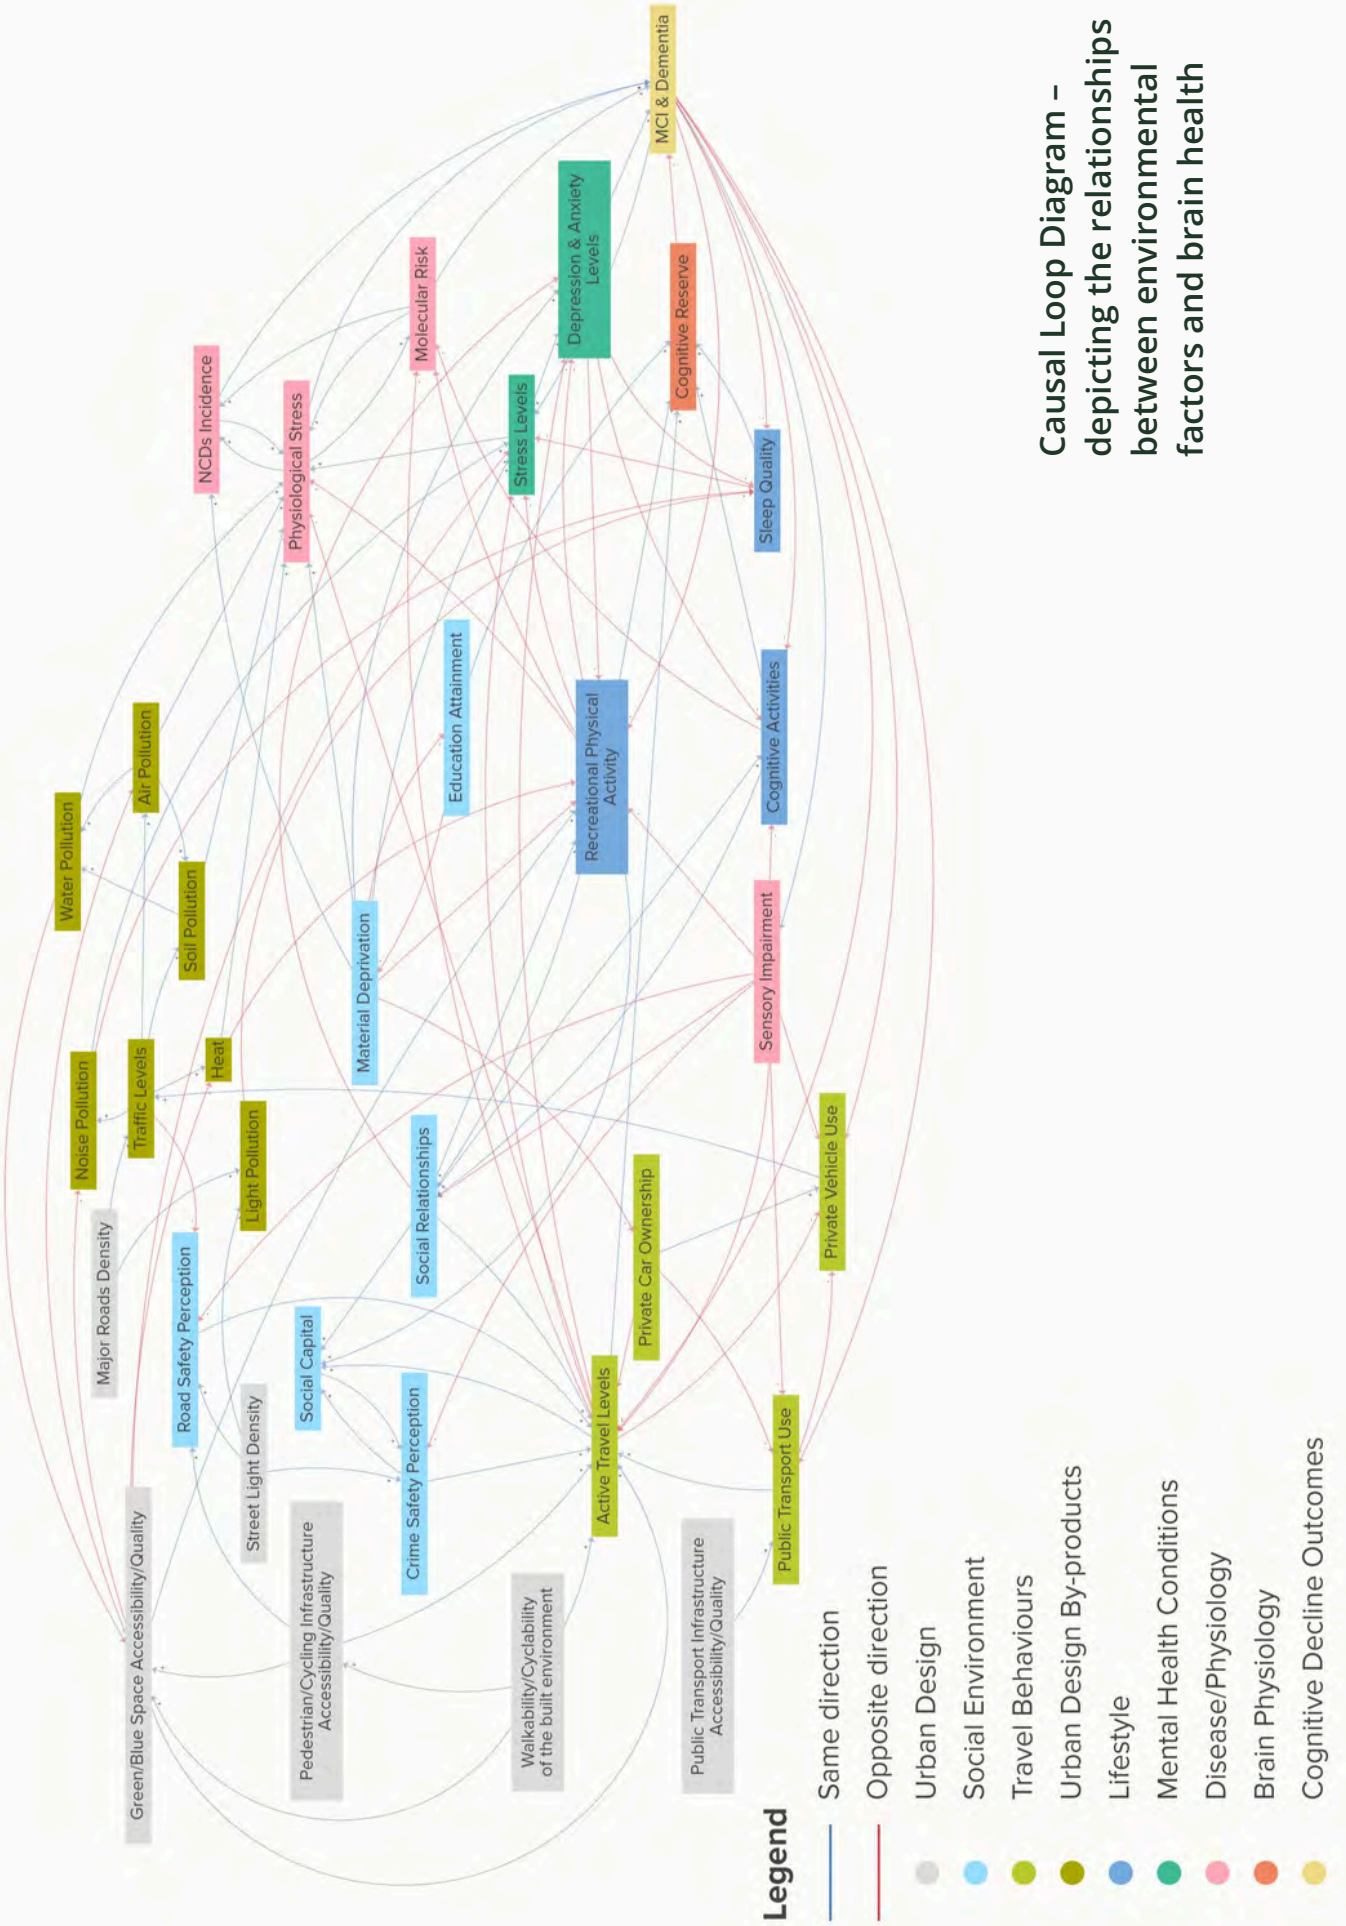 Green/Blue Space Accessibility/Quality
Pedestrian/Cycling Infrastructure
Accessibility/Quality
Walkability/Cyclability
of the built environment
Public Transport Infrastructure
Accessibility/Quality
Street Light Density
Major Roads Density
Road Safety Perception
Social Capital
Crime Safety Perception
Active Travel Levels
Public Transport Use
Private Car Ownership
Private Vehicle Use
Social Relationships
Noise Pollution
Traffic Levels
Heat
Light Pollution
Water Pollution
Air Pollution
Soil Pollution
Material Deprivation
Education Attainment
Recreational Physical
Activity
Sensory Impairment
Cognitive Activities
Sleep Quality
NCDs Incidence
Physiological Stress
Molecular Risk
Stress Levels
Depression & Anxiety
Levels
Cognitive Reserve
MCI & Dementia
Legend
Same direction
Opposite direction
Urban Design
Social Environment
Travel Behaviours
Urban Design By-products
Lifestyle
Mental Health Conditions
Disease/Physiology
Brain Physiology
Cognitive Decline Outcomes
Causal Loop Diagram –
depicting the relationships
between environmental
factors and brain health